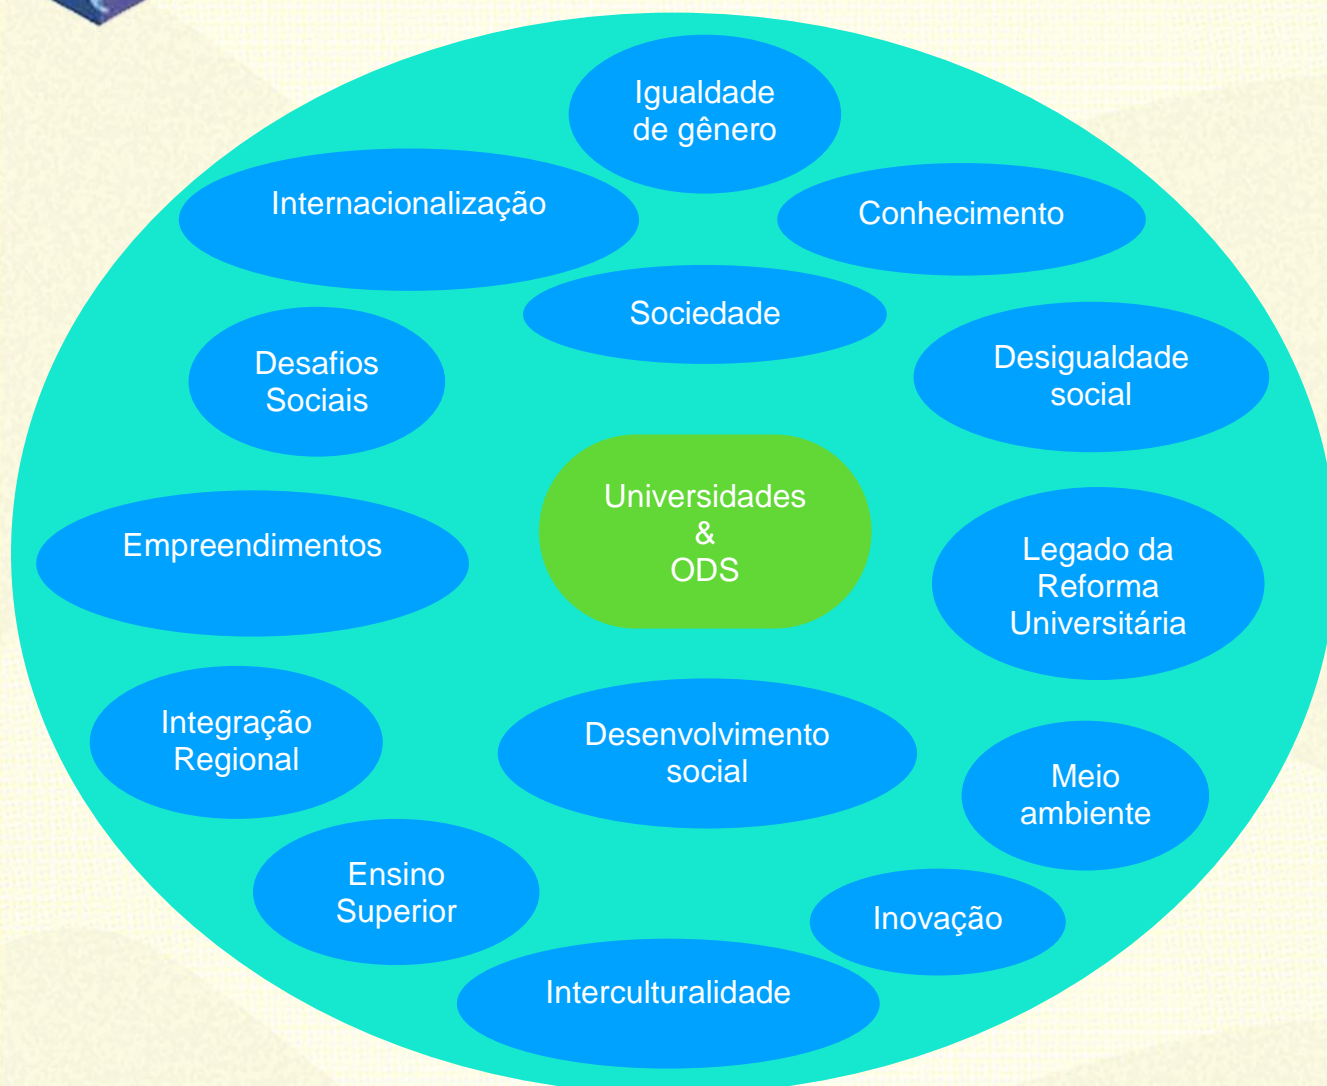 Igualdade
de gênero
Internacionalização
Conhecimento
Sociedade
Desafios
Sociais
Desigualdade
social
Universidades
&
ODS
Empreendimentos
Legado da
Reforma
Universitária
Integração
Regional
Desenvolvimento
social
Meio
ambiente
Ensino
Superior
Inovação
Interculturalidade